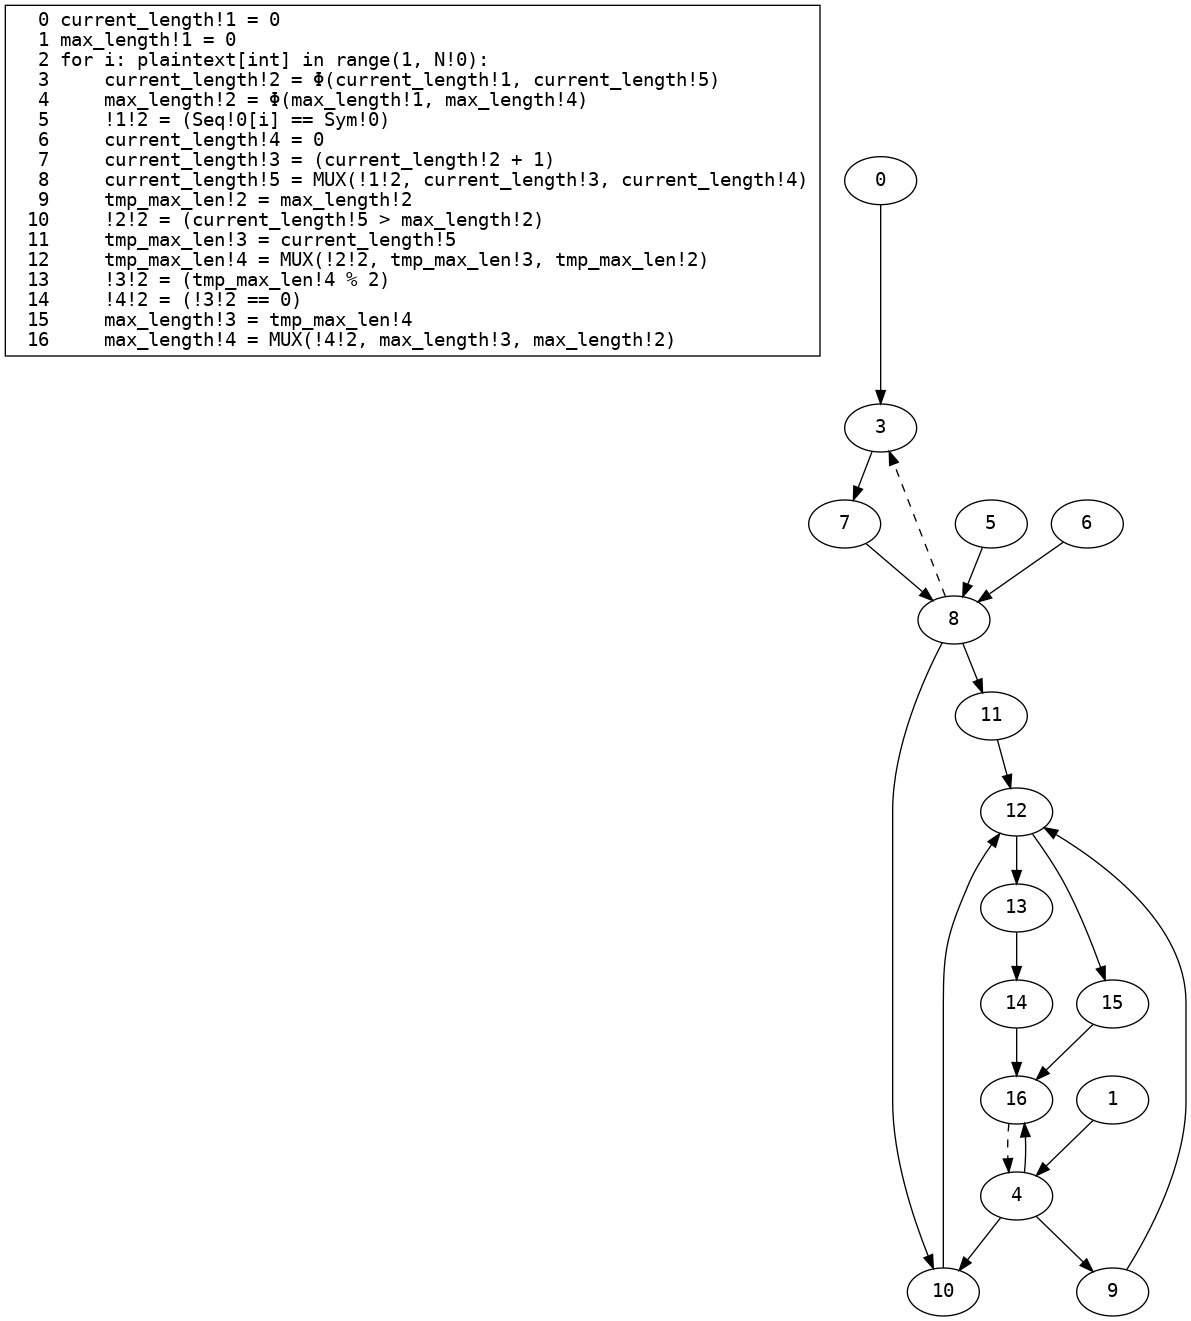 0 current_length!1 = 0
1 max_length!1 = 0
2 for i: plaintext[int] in range(1, N!0):
3     current_length!2 = Φ(current_length!1, current_length!5)
4     max_length!2 = Φ(max_length!1, max_length!4)
5     !1!2 = (Seq!0[i] == Sym!0)
6     current_length!4 = 0
7     current_length!3 = (current_length!2 + 1)
8     current_length!5 = MUX(!1!2, current_length!3, current_length!4)
9     tmp_max_len!2 = max_length!2
10     !2!2 = (current_length!5 > max_length!2)
11     tmp_max_len!3 = current_length!5
12     tmp_max_len!4 = MUX(!2!2, tmp_max_len!3, tmp_max_len!2)
13     !3!2 = (tmp_max_len!4 % 2)
14     !4!2 = (!3!2 == 0)
15     max_length!3 = tmp_max_len!4
16     max_length!4 = MUX(!4!2, max_length!3, max_length!2)
0
3
7 5 6
8
11
12
13
14 15
16 1
4
10 9